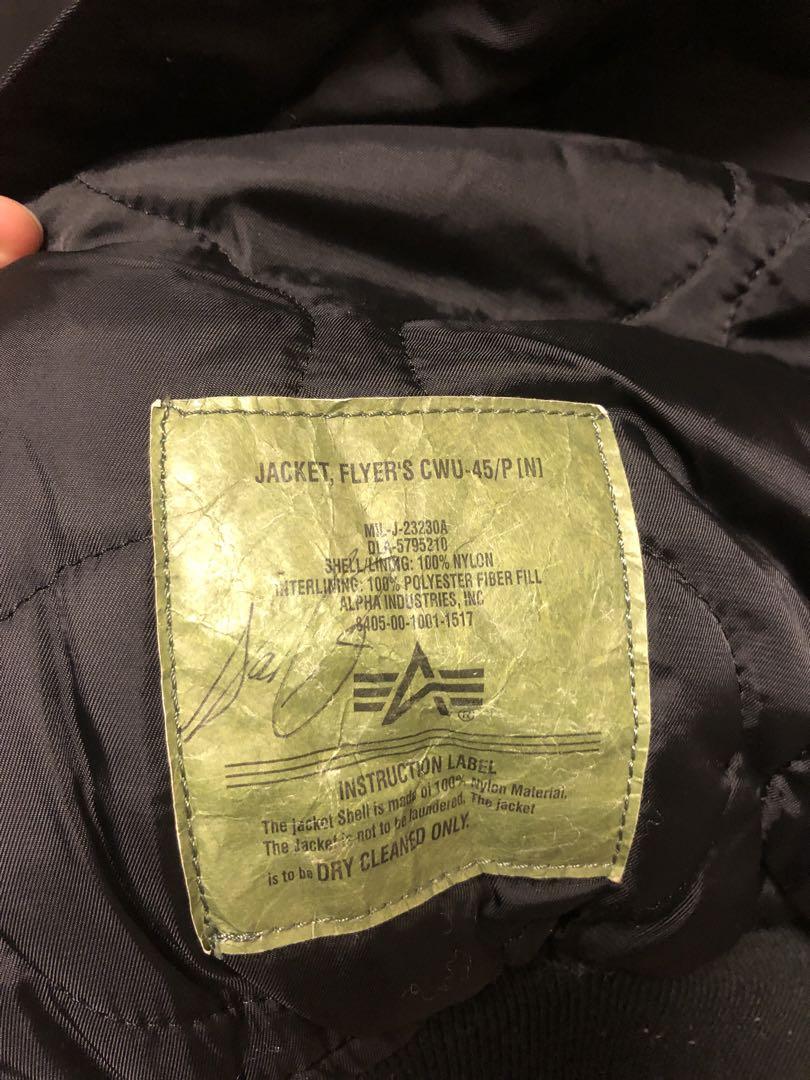 JACKET, FLYER'S CWU-45/P [N]
MIL-J-23230A
DLA-5795210
SHELL/LINING: 100% NYLON
INTERLINING: 100% POLYESTER FIBER FILL
ALPHA INDUSTRIES, INC
8405-00-1001-1517
®
INSTRUCTION LABEL
The jacket Shell is made of 100% Nylon Material.
The Jacket is not to be laundered. The jacket
is to be DRY CLEANED ONLY.